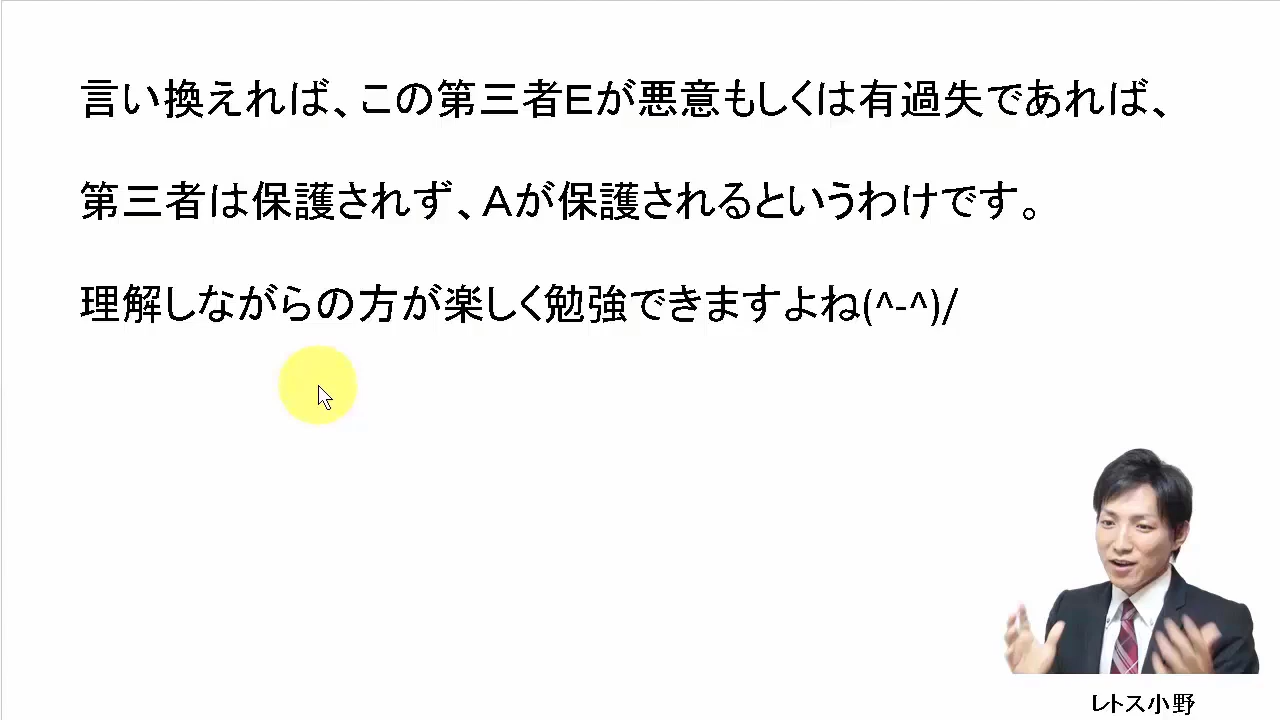 言い換えれば、この第三者Eが悪意もしくは有過失であれば、
第三者は保護されず、Aが保護されるというわけです。
理解しながらの方が楽しく勉強できますよね(^-^)/
レトス小野